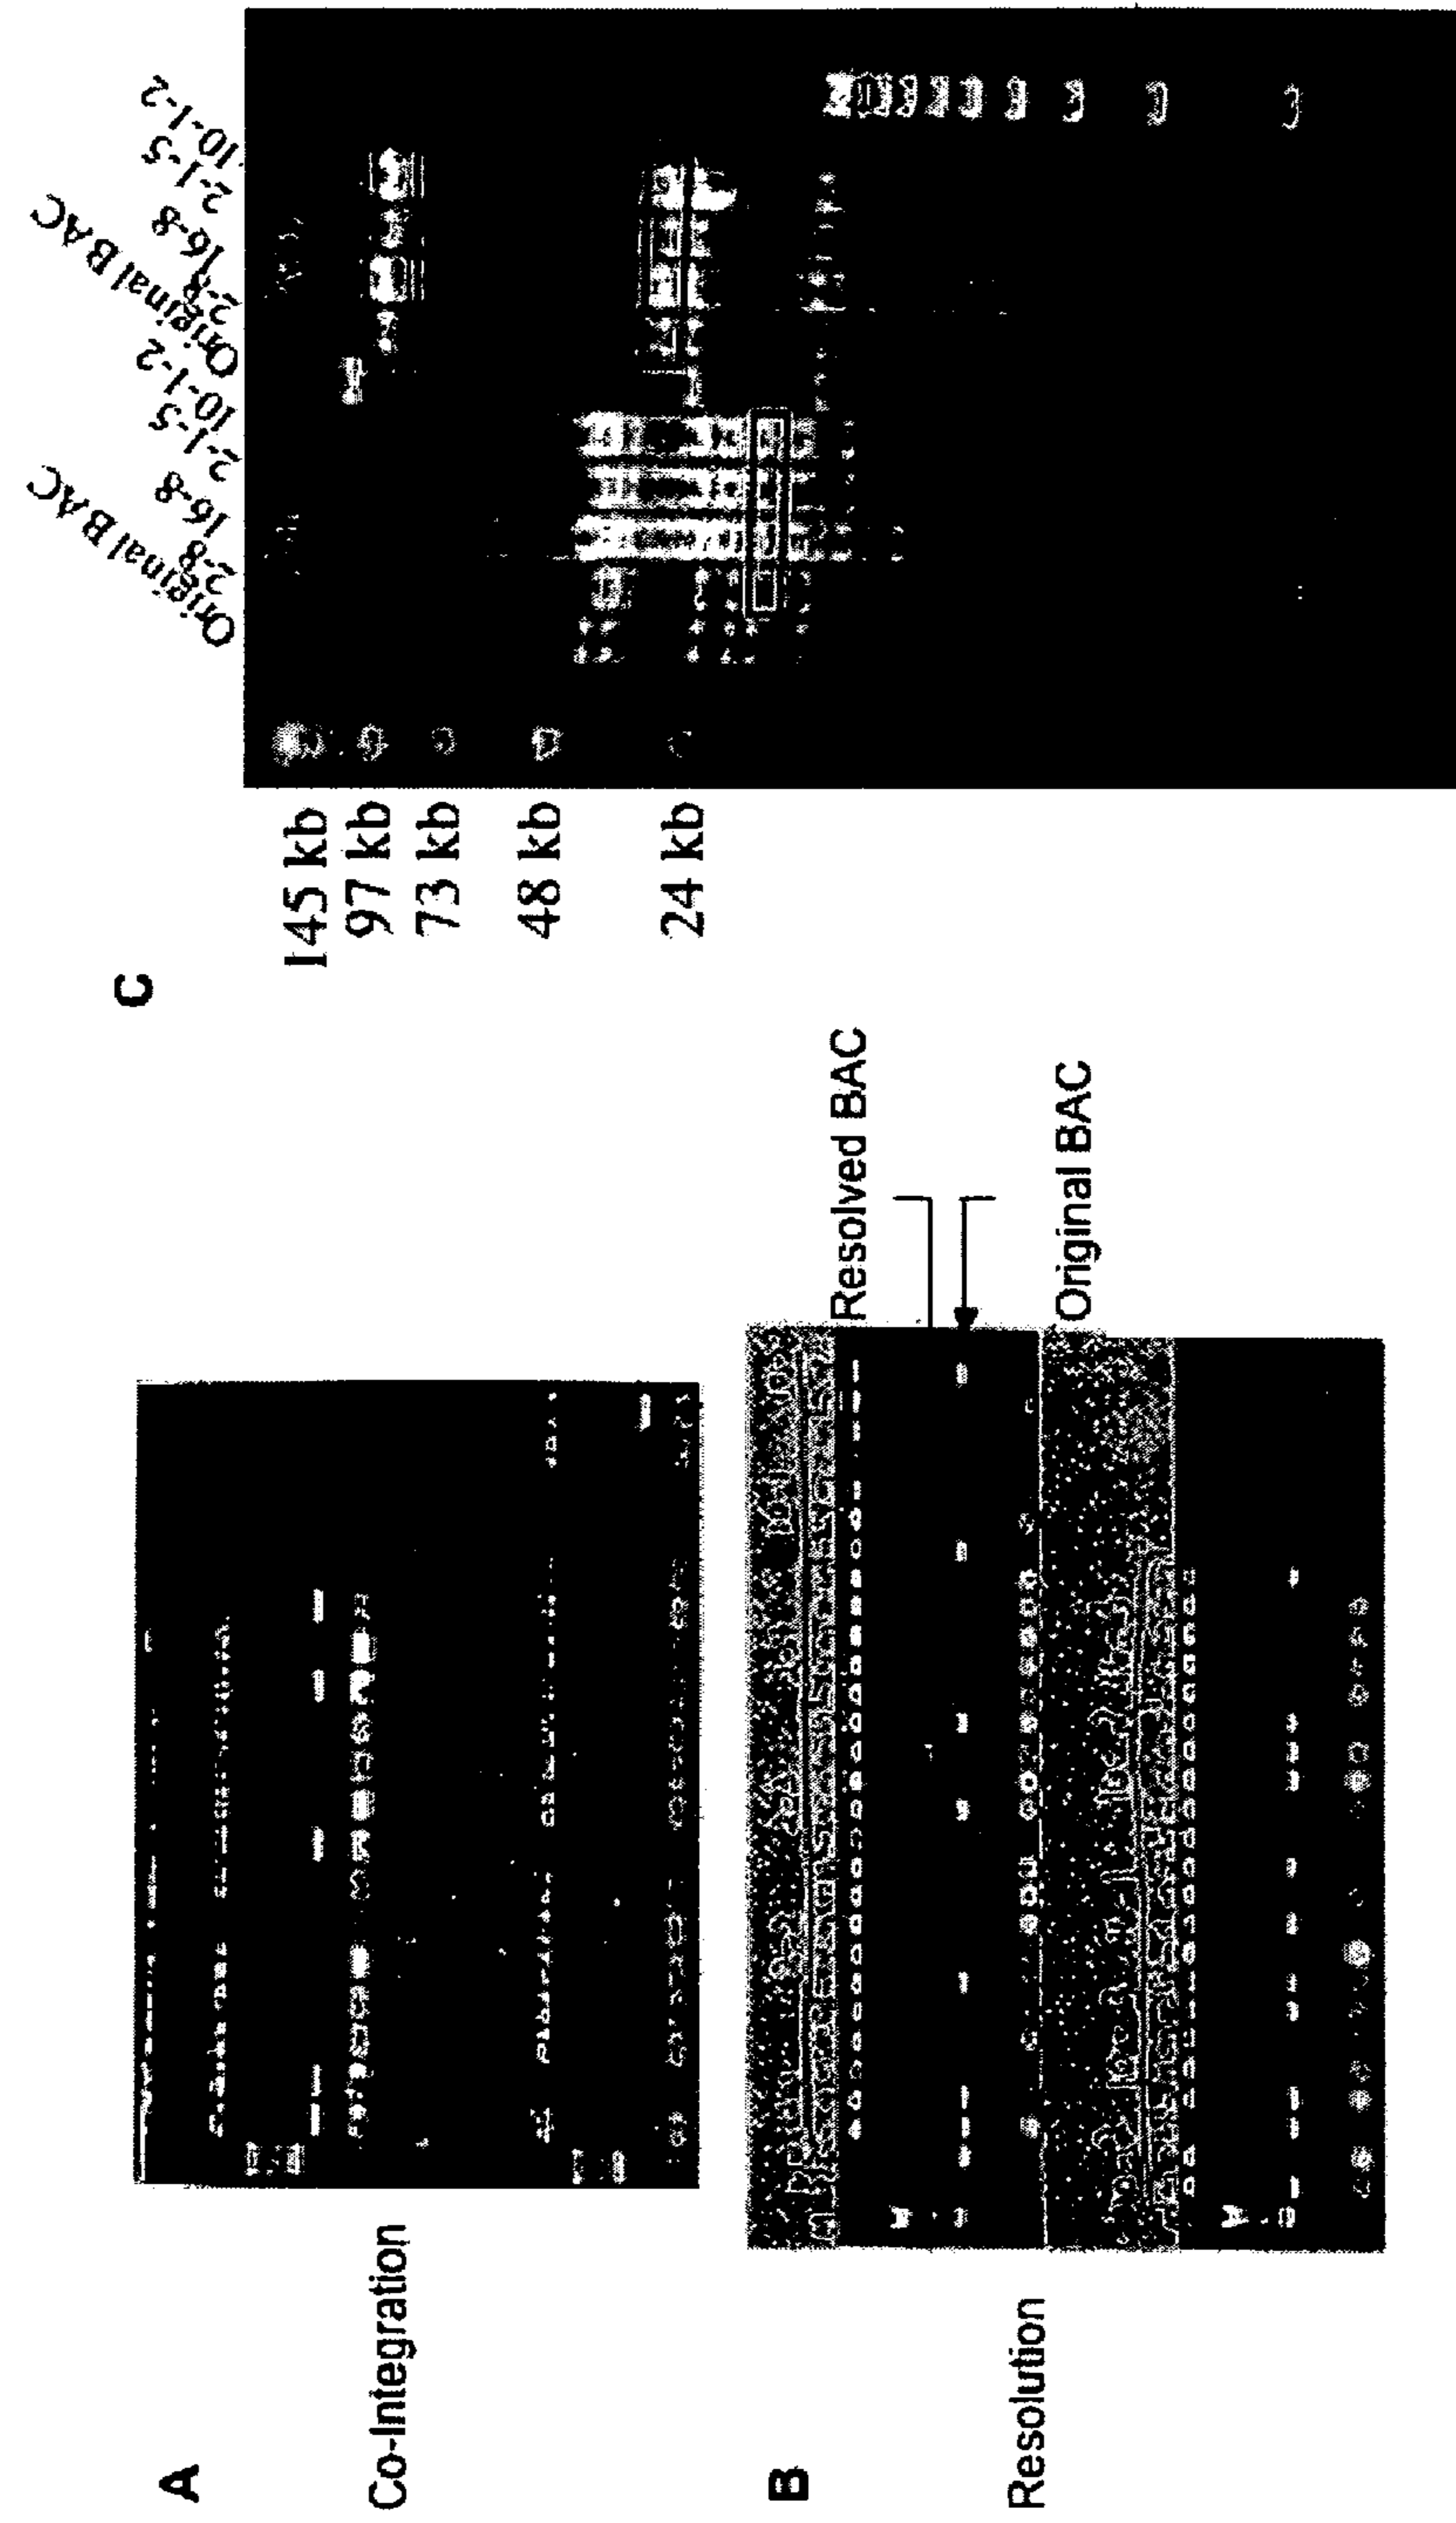 A
Co-Integration
B
Resolution
Resolved BAC
Original BAC
C
145 kb
97 kb
73 kb
48 kb
24 kb
Original BAC
2-8
16-8
2-1-5
10-1-2
Original BAC
2-8
16-8
2-1-5
10-1-2